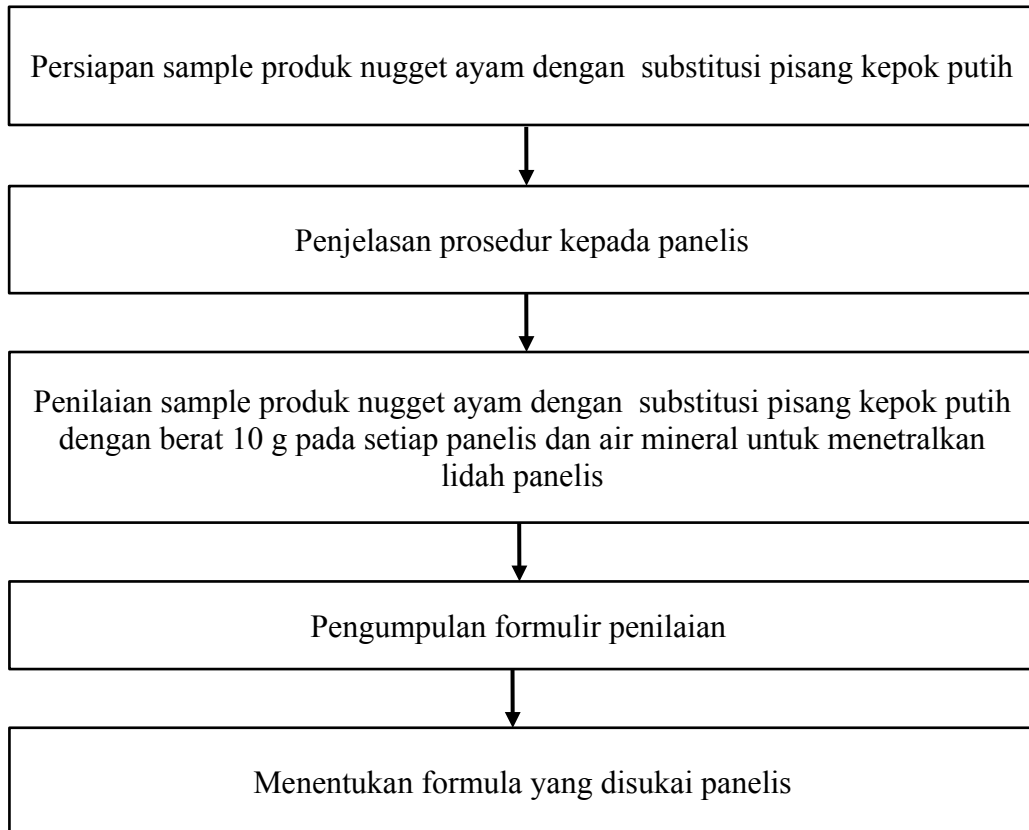 Persiapan sample produk nugget ayam dengan  substitusi pisang kepok putih
Penjelasan prosedur kepada panelis
Penilaian sample produk nugget ayam dengan  substitusi pisang kepok putih
dengan berat 10 g pada setiap panelis dan air mineral untuk menetralkan
lidah panelis
Pengumpulan formulir penilaian
Menentukan formula yang disukai panelis